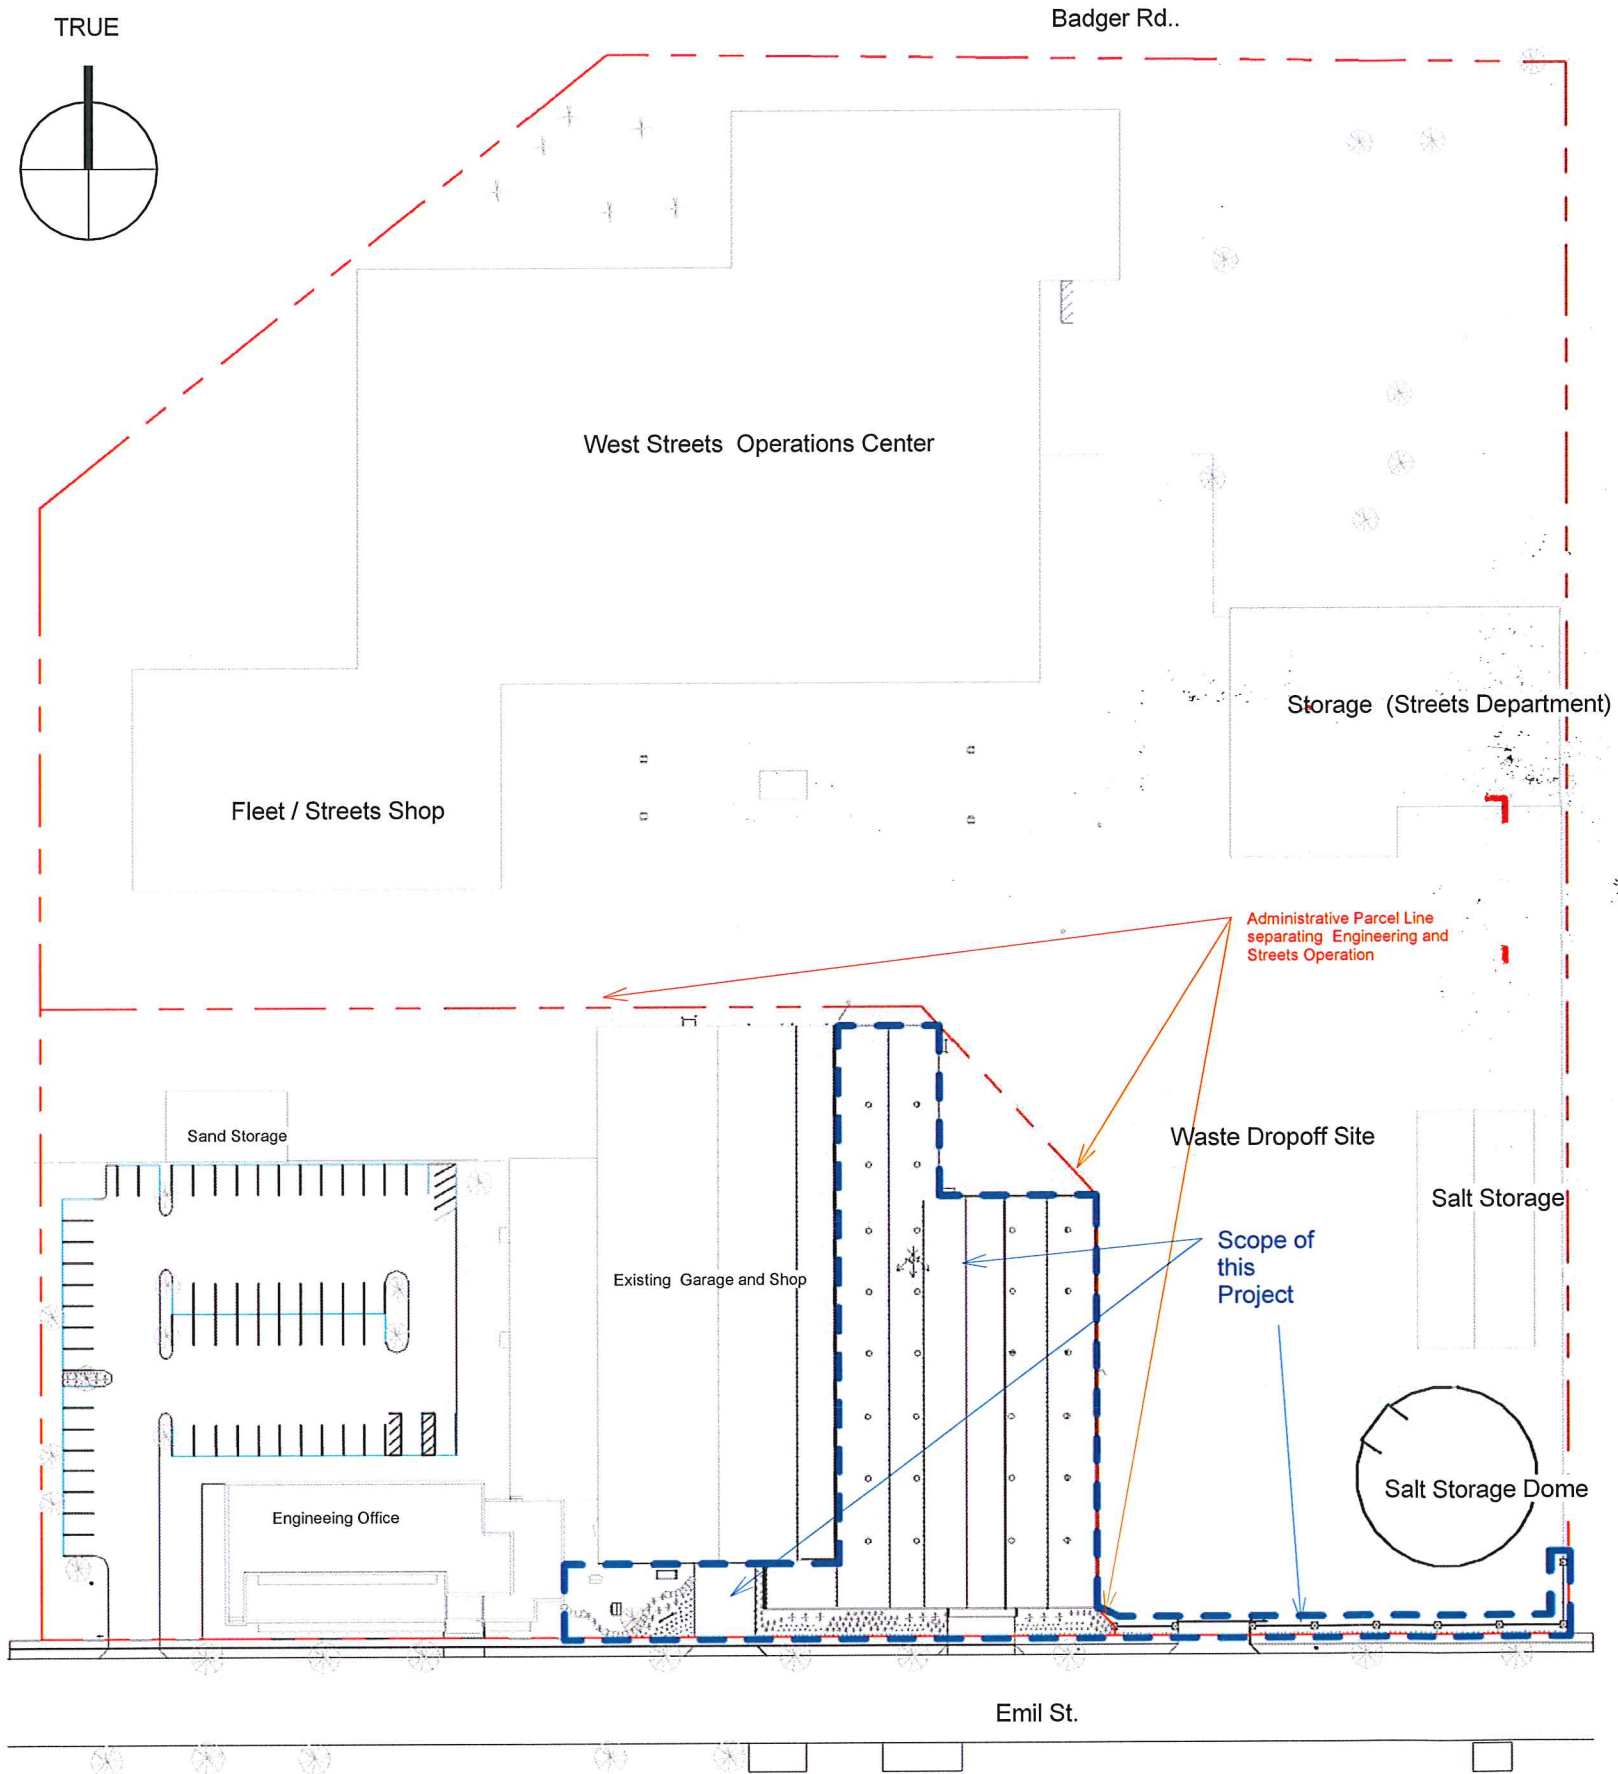 TRUE
Badger Rd..
West Streets  Operations Center
Storage  (Streets Department)
Fleet / Streets Shop
Administrative Parcel Line
separating  Engineering and
Streets Operation
Sand Storage
Waste Dropoff Site
Salt Storage
Scope of
this
Project
Existing  Garage and Shop
Salt Storage Dome
Engineeing Office
Emil St.